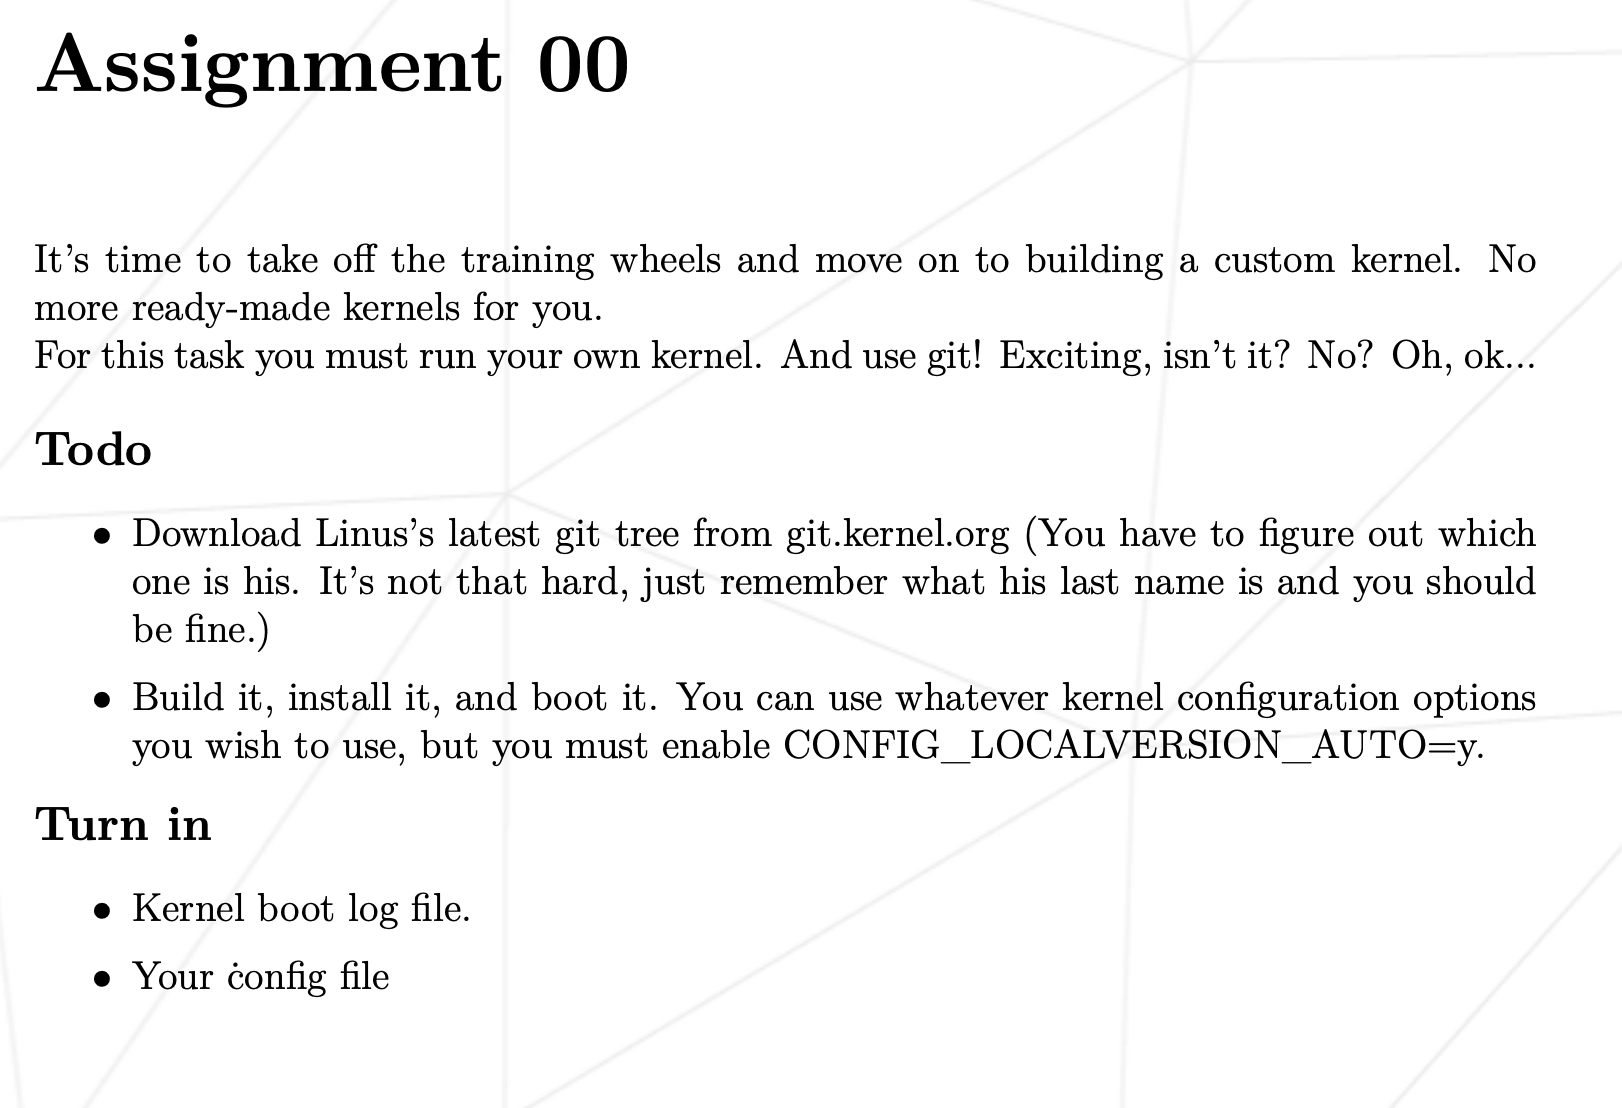 Assignment 00
It's time to take off the training wheels and move on to building a custom kernel. No
more ready-made kernels for you.
For this task you must run your own kernel. And use git! Exciting, isn't it? No? Oh, ok...
Todo
• Download Linus's latest git tree from git.kernel.org (You have to figure out which
one is his. It's not that hard, just remember what his last name is and you should
be fine.)
• Build it, install it, and boot it. You can use whatever kernel configuration options
you wish to use, but you must enable CONFIG_LOCALVERSION_AUTO=y.
Turn in
• Kernel boot log file.
• Your ċonfig file